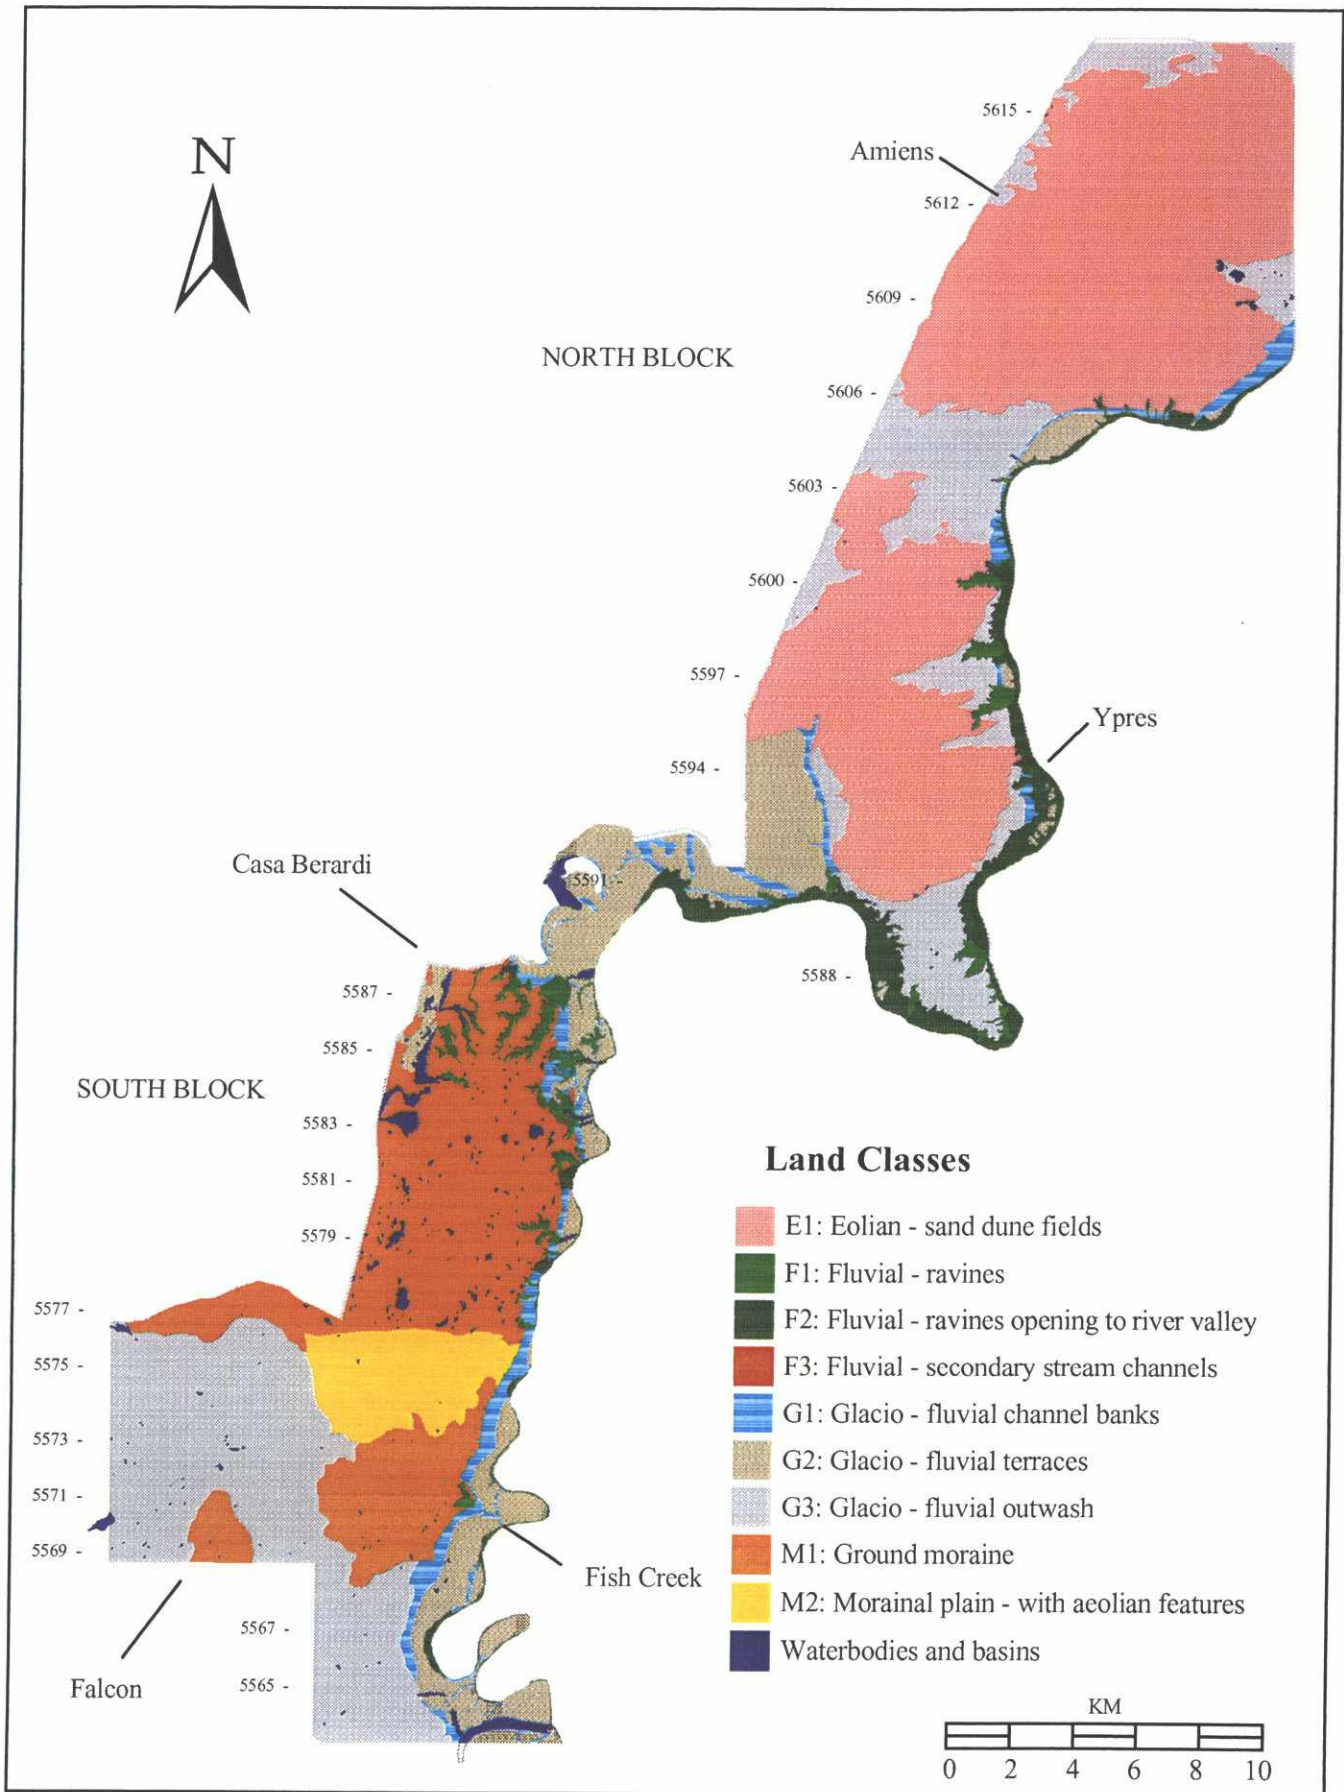 5615 -
N
Amiens
5612 -
5609 -
NORTH BLOCK
5606 -
5603 -
5600 -
5597 -
Ypres
5594 -
Casa Berardi
5591 -
5588 -
5587 -
5585 -
SOUTH BLOCK
5583 -
Land Classes
5581 -
E1: Eolian - sand dune fields
5579 -
F1: Fluvial - ravines
5577 -
F2: Fluvial - ravines opening to river valley
5575 -
F3: Fluvial - secondary stream channels
G1: Glacio - fluvial channel banks
5573 -
G2: Glacio - fluvial terraces
5571 -
G3: Glacio - fluvial outwash
5569 -
M1: Ground moraine
Fish Creek
M2: Morainal plain - with aeolian features
5567 -
Waterbodies and basins
Falcon
5565 -
KM
0 2 4 6 8 10